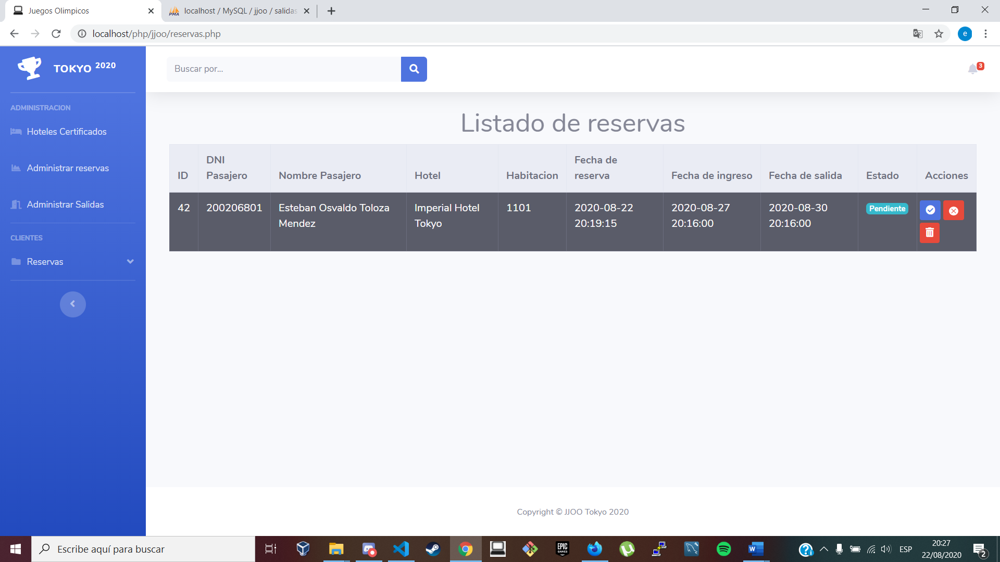 Juegos Olimpicos
localhost / MySQL / jjoo / salidas
localhost/php/jjoo/reservas.php
e
TOKYO 2020
Buscar por...
3
ADMINISTRACION
Hoteles Certificados
Administrar reservas
Administrar Salidas
CLIENTES
Reservas
Listado de reservas
ID
DNI
Pasajero
Nombre Pasajero
Hotel
Habitacion
Fecha de
reserva
Fecha de ingreso
Fecha de salida
Estado
Acciones
42
200206801
Esteban Osvaldo Toloza
Mendez
Imperial Hotel
Tokyo
1101
2020-08-22
20:19:15
2020-08-27
20:16:00
2020-08-30
20:16:00
Pendiente
Copyright © JJOO Tokyo 2020
Escribe aquí para buscar
EPIC
GAMES
ESP
20:27
22/08/2020
2